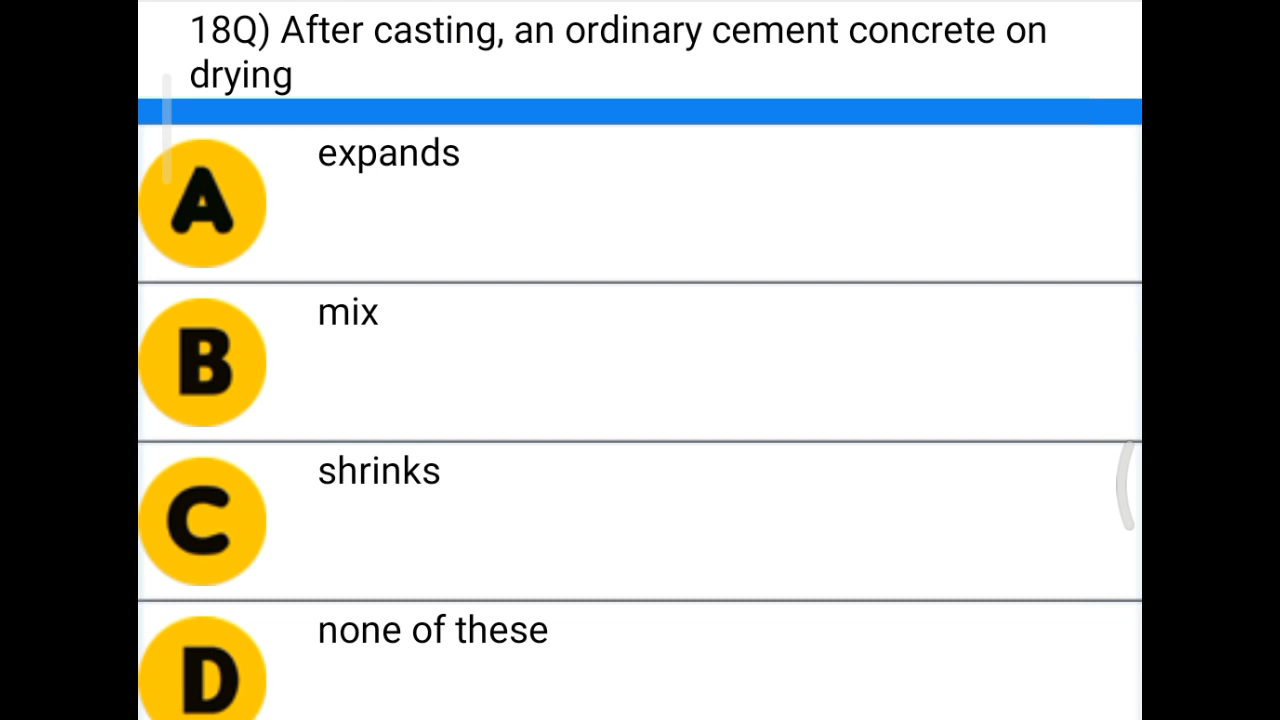 18Q) After casting, an ordinary cement concrete on
drying
A
expands
B
mix
C
shrinks
D
none of these